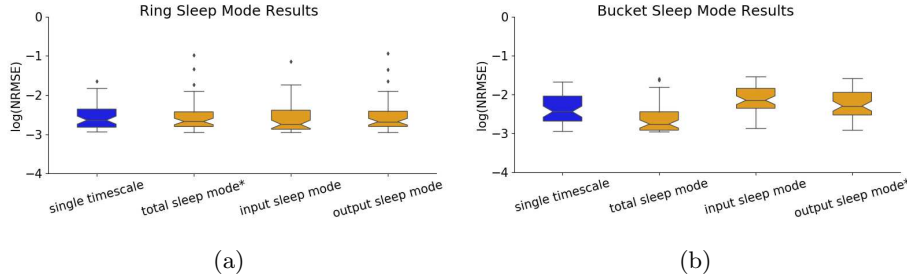 Ring Sleep Mode Results
0
−1
−2
−3
−4
log(NRMSE)
single timescale
total sleep mode*
input sleep mode
output sleep mode
(a)
Bucket Sleep Mode Results
0
−1
−2
−3
−4
log(NRMSE)
single timescale
total sleep mode
input sleep mode
output sleep mode*
(b)